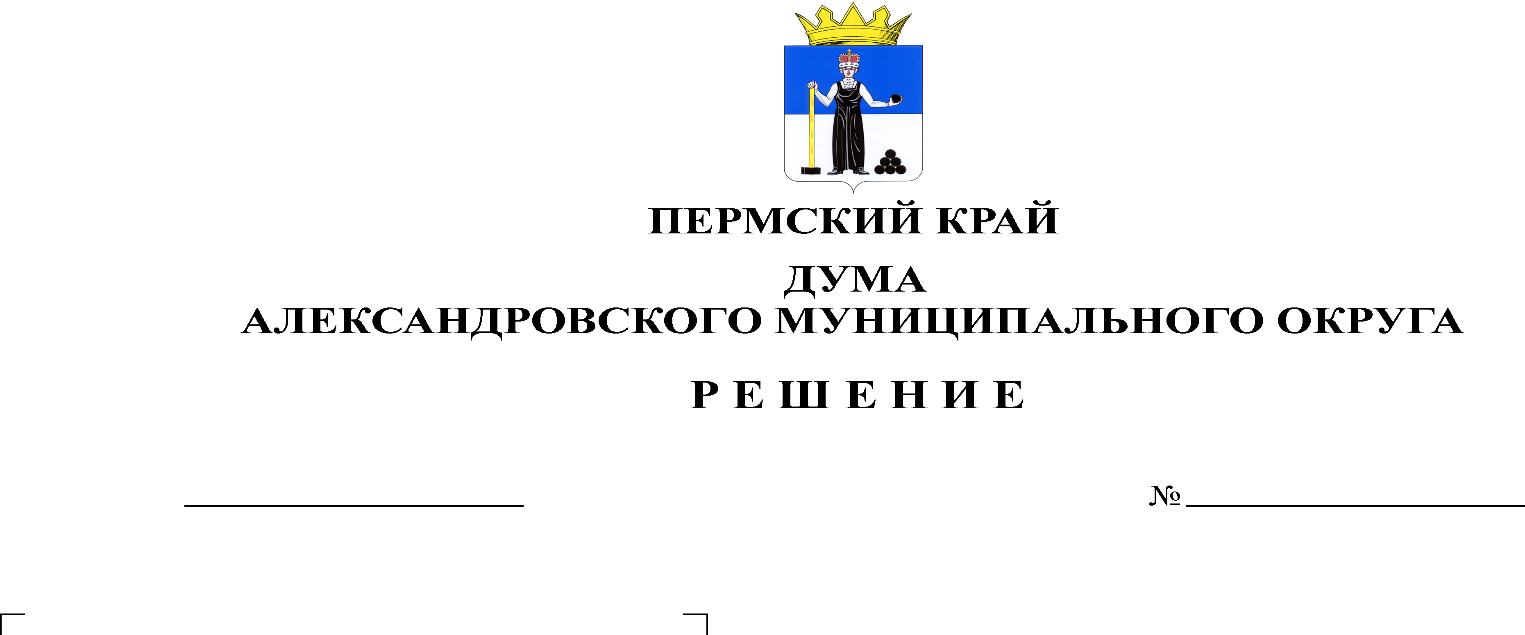 ПЕРМСКИЙ КРАЙ
ДУМА
АЛЕКСАНДРОВСКОГО МУНИЦИПАЛЬНОГО ОКРУГА
Р Е Ш Е Н И Е
№